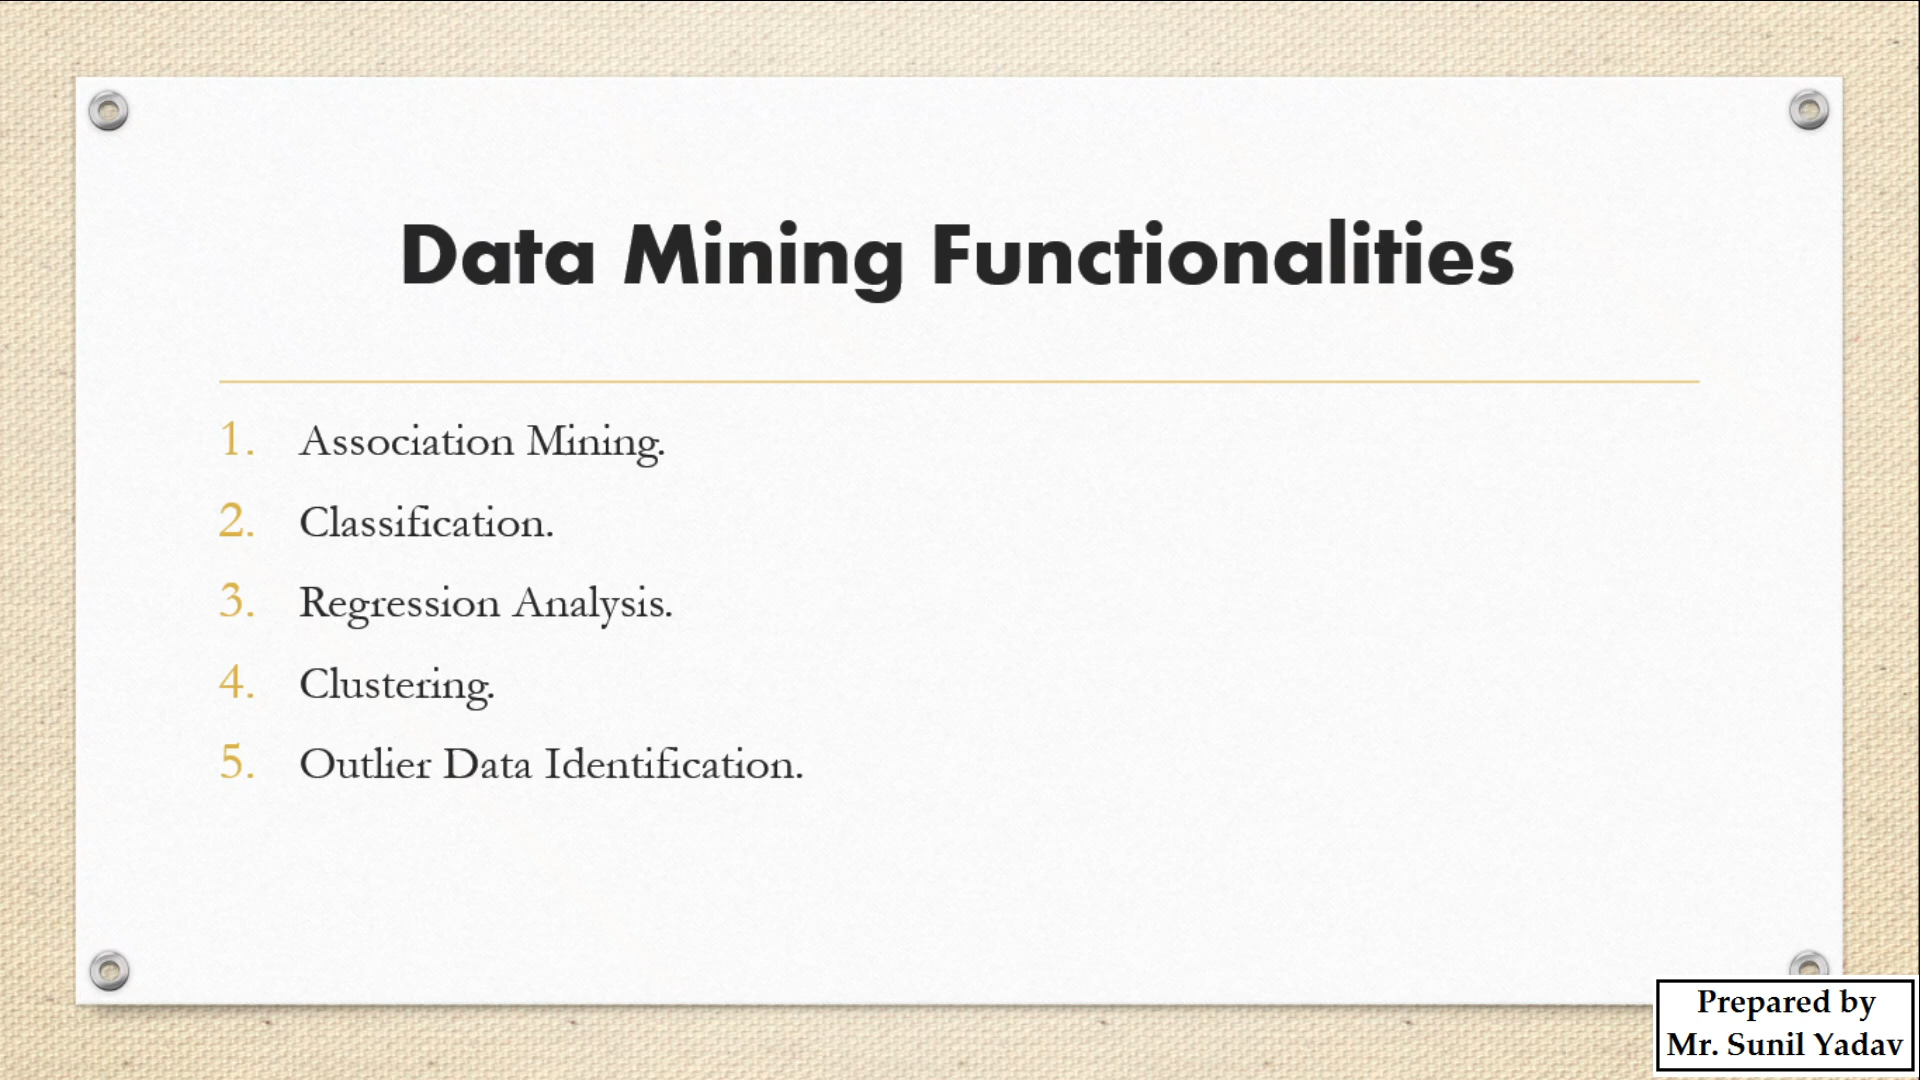 Data Mining Functionalities
1. Association Mining.
2. Classification.
3. Regression Analysis.
4. Clustering.
5. Outlier Data Identification.
Prepared by
Mr. Sunil Yadav